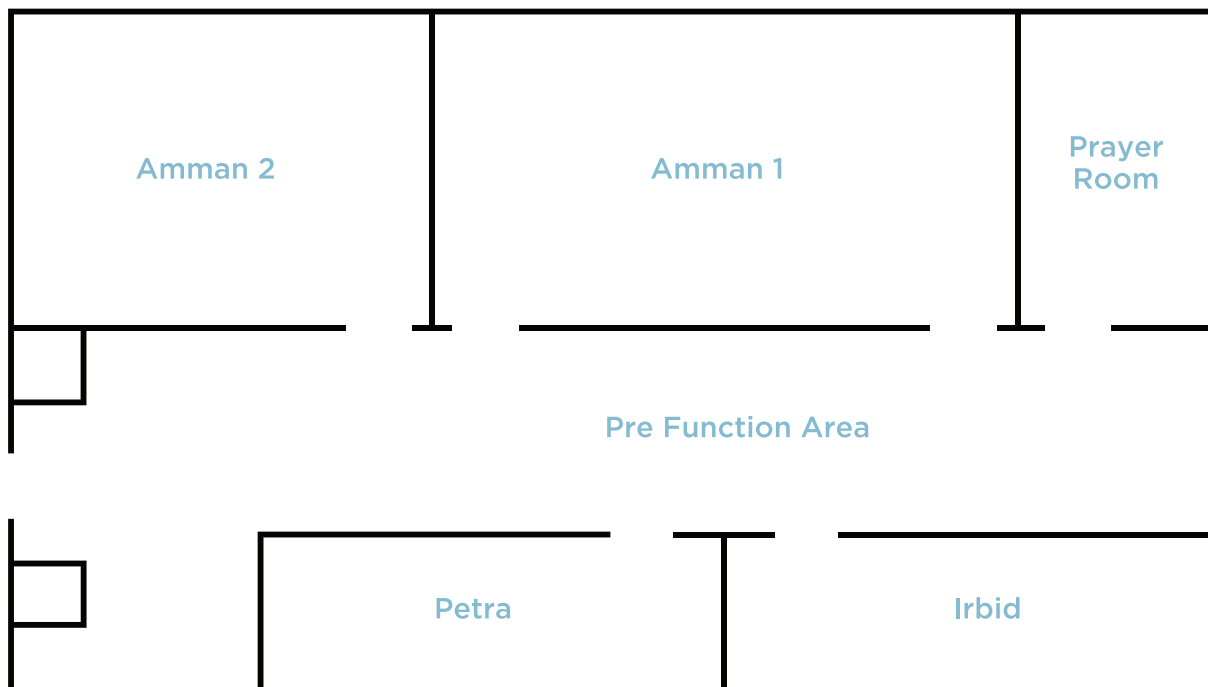 Amman 2
Amman 1
Prayer
Room
Pre Function Area
Petra
Irbid